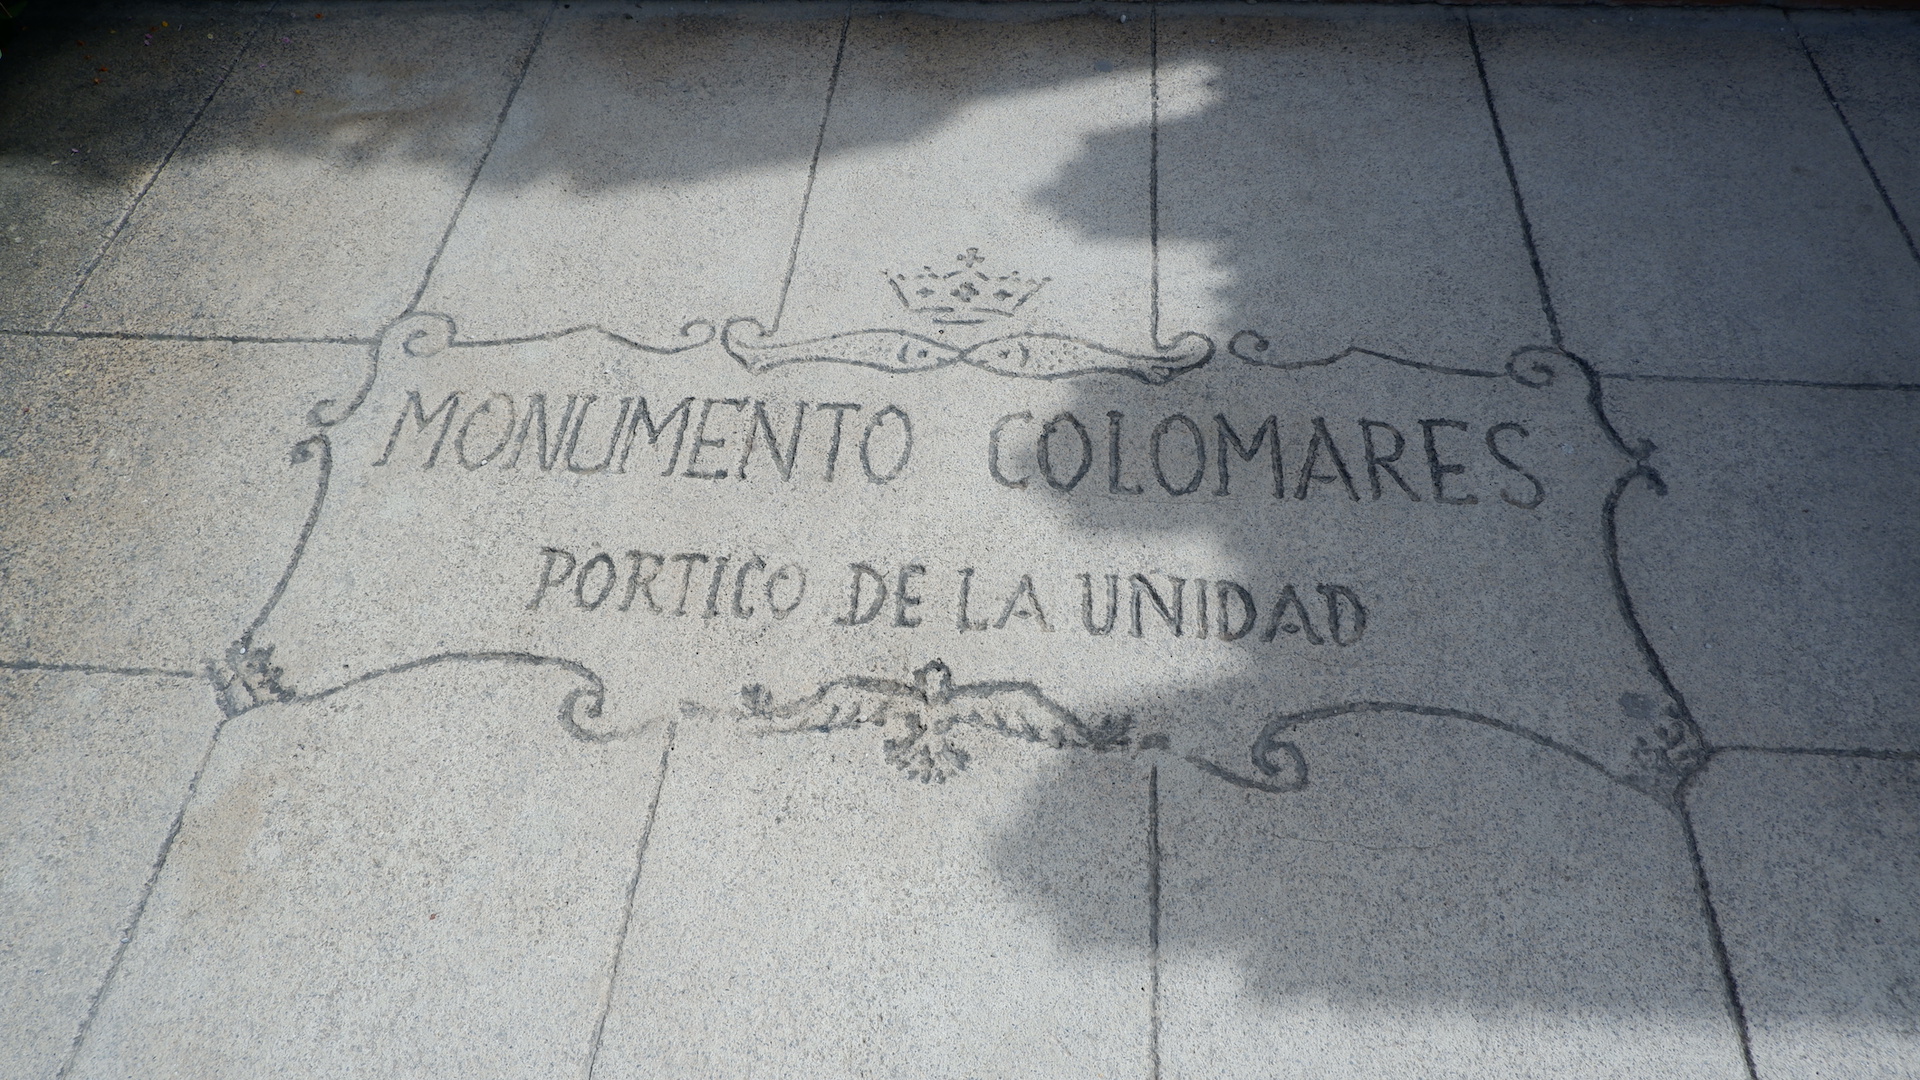 MONUMENTO COLOMARES
PORTICO DE LA UNIDAD